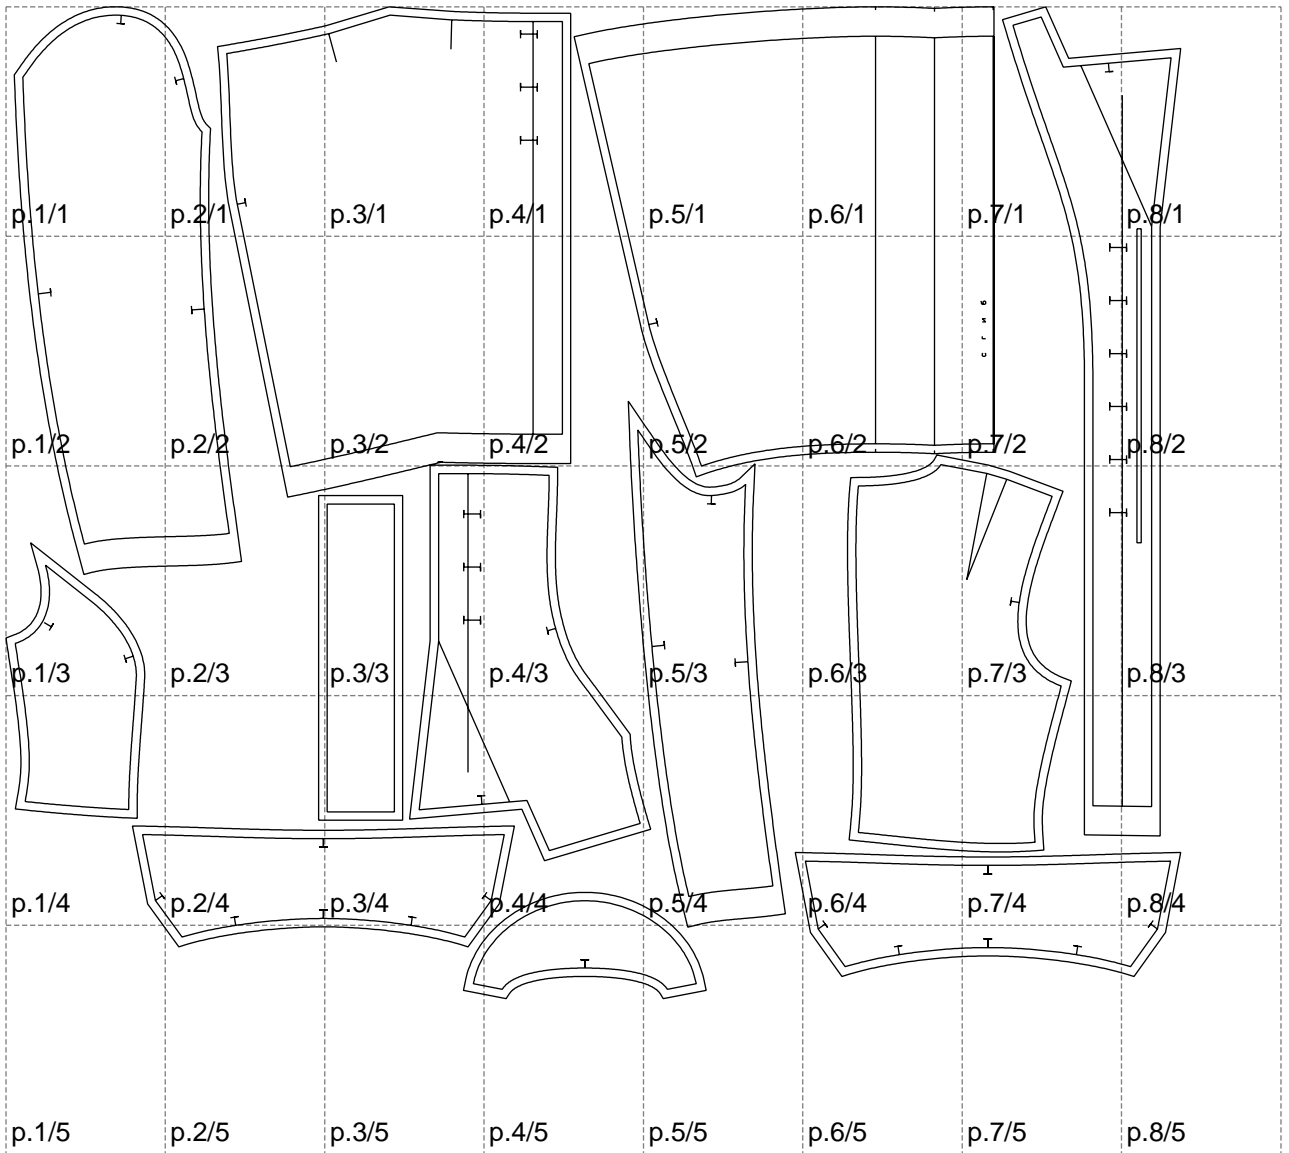 p.1/1 p.2/1 p.3/1 p.4/1 p.5/1 p.6/1 p.7/1 p.8/1
сгиб
p.1/2 p.2/2 p.3/2 p.4/2 p.5/2 p.6/2 p.7/2 p.8/2
p.1/3 p.2/3 p.3/3 p.4/3 p.5/3 p.6/3 p.7/3 p.8/3
p.1/4 p.2/4 p.3/4 p.4/4 p.5/4 p.6/4 p.7/4 p.8/4
p.1/5 p.2/5 p.3/5 p.4/5 p.5/5 p.6/5 p.7/5 p.8/5